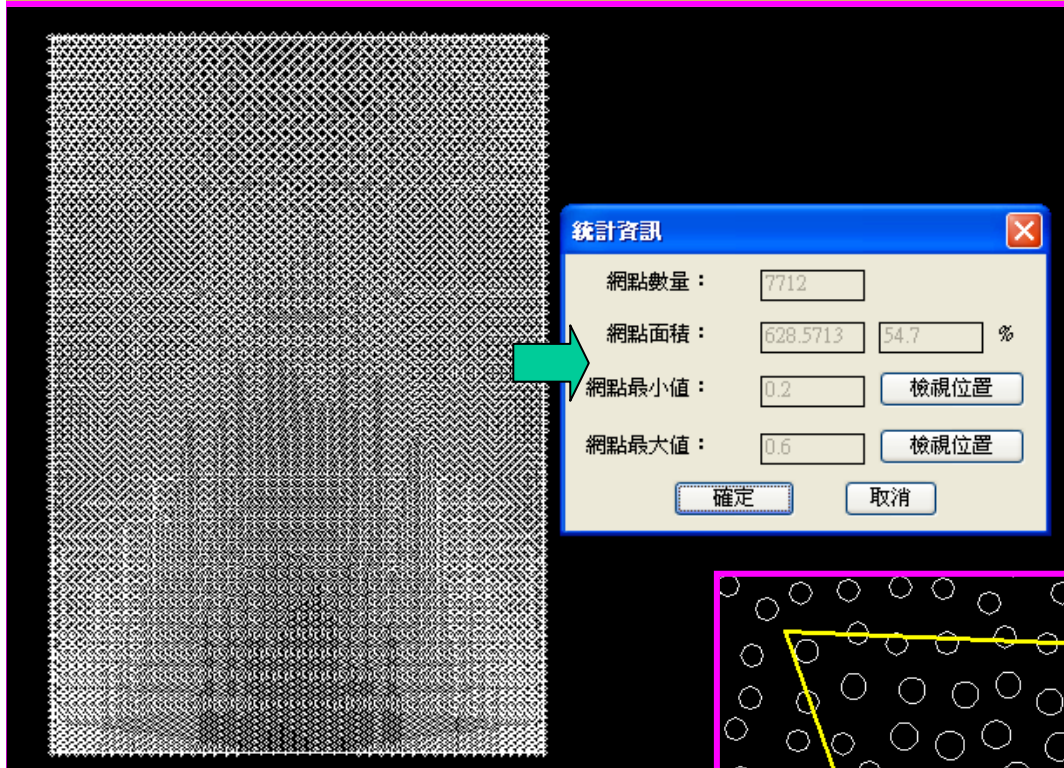 統計資訊
網點數量： 7712
網點面積： 628.5713 54.7 %
網點最小值： 0.2 檢視位置
網點最大值： 0.6 檢視位置
確定 取消